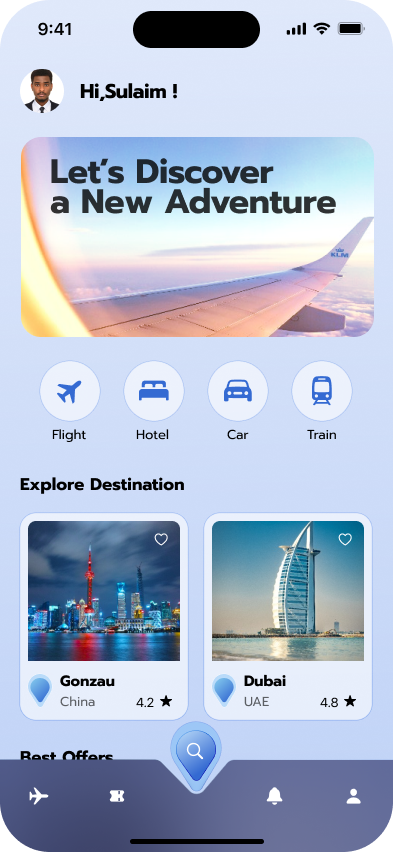 9:41
Hi,Sulaim !
Let's Discover
a New Adventure
KLM
Flight
Hotel
Car
Train
Explore Destination
Gonzau
China
4.2 ★
Dubai
UAE
4.8 ★
Best Offers